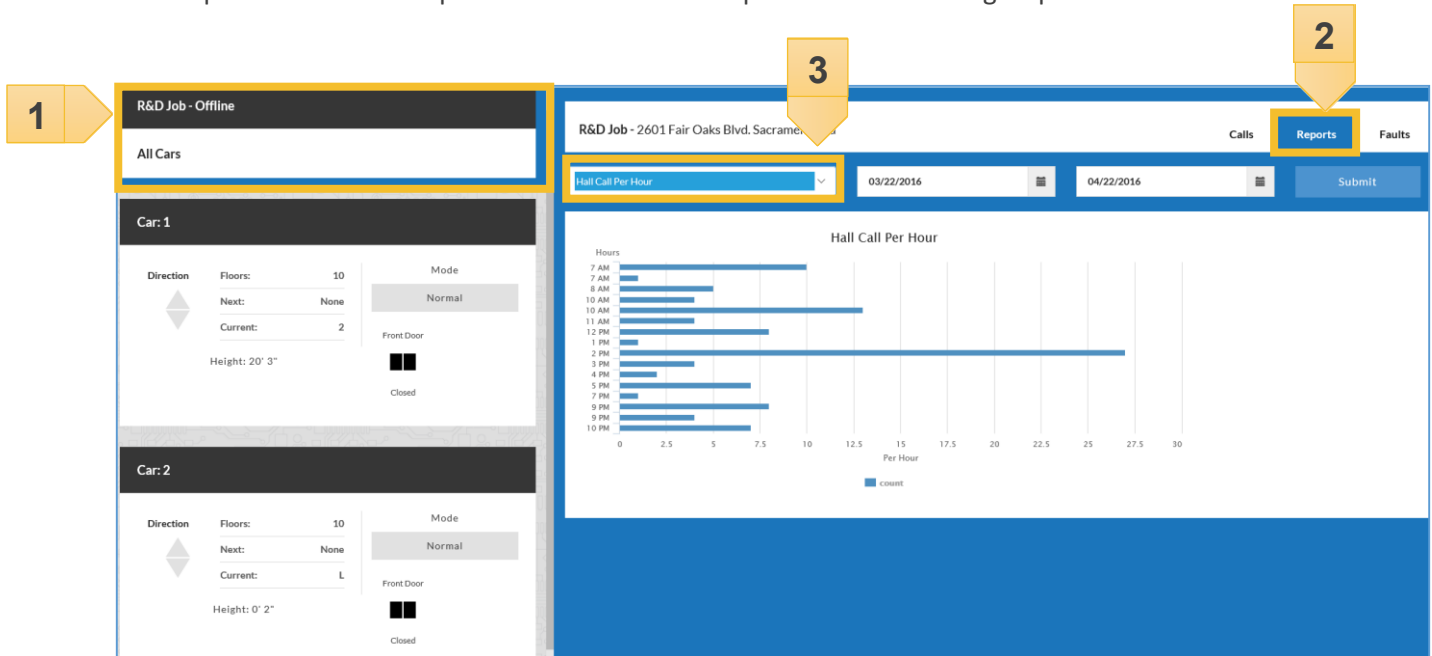 2
3
1
R&D Job - Offline
All Cars
R&D Job - 2601 Fair Oaks Blvd.
Calls Reports Faults
Hall Call Per Hour
03/22/2016
04/22/2016
Submit
Car: 1
Direction
Floors: 10
Next: None
Current: 2
Height: 20' 3"
Mode
Normal
Front Door
Closed
Hall Call Per Hour
Hours
7 AM
7 AM
8 AM
10 AM
10 AM
11 AM
12 PM
1 PM
2 PM
3 PM
4 PM
5 PM
7 PM
9 PM
9 PM
10 PM
0 2.5 5 7.5 10 12.5 15 17.5 20 22.5 25 27.5 30
Per Hour
count
Car: 2
Direction
Floors: 10
Next: None
Current: L
Height: 0' 2"
Mode
Normal
Front Door
Closed